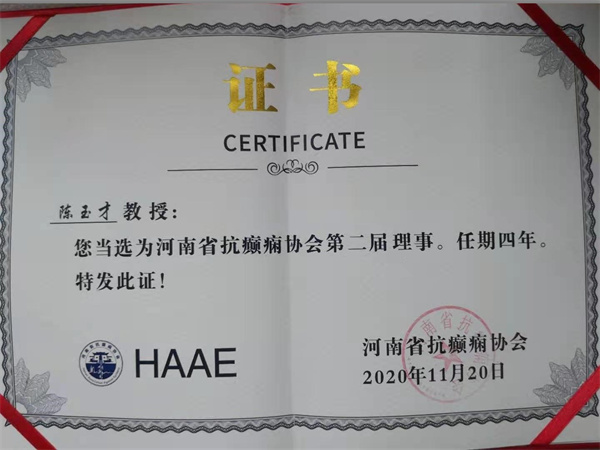 证书
CERTIFICATE
陈玉才 教授：
您当选为河南省抗癫痫协会第二届理事。任期四年。
特发此证！
HAAE
河南省抗癫痫协会
2020年11月20日